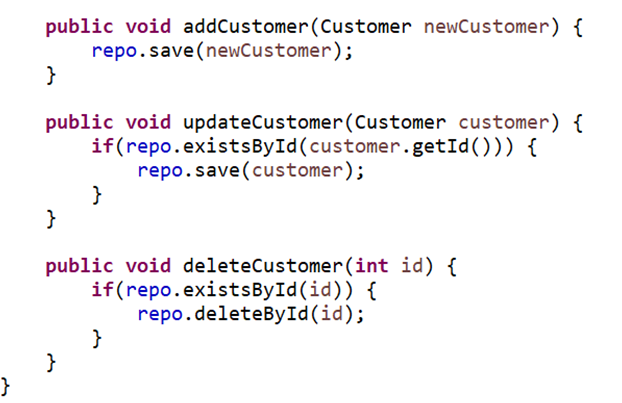 public void addCustomer(Customer newCustomer) {
repo.save(newCustomer);
}
public void updateCustomer(Customer customer) {
if(repo.existsById(customer.getId())) {
repo.save(customer);
}
}
public void deleteCustomer(int id) {
if(repo.existsById(id)) {
repo.deleteById(id);
}
}
}